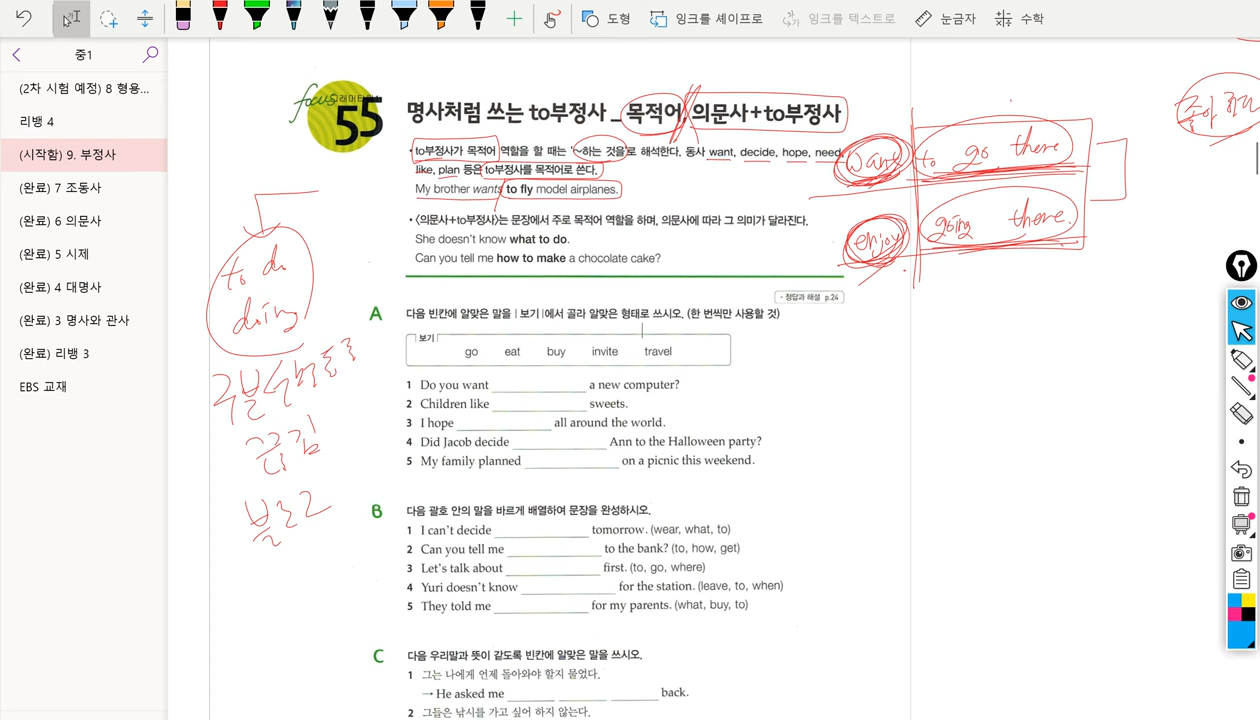 도형
잉크를 셰이프로
잉크를 텍스트로
눈금자
수학
중1
(2차 시험 예정) 8 형용...
리뱅 4
(시작함) 9. 부정사
(완료) 7 조동사
(완료) 6 의문사
(완료) 5 시제
(완료) 4 대명사
(완료) 3 명사와 관사
(완료) 리뱅 3
EBS 교재
focus
55
명사처럼 쓰는 to부정사 _ 목적어, 의문사+to부정사
• to부정사가 목적어 역할을 할 때는 '~하는 것을'로 해석한다. 동사 want, decide, hope, need,
like, plan 등은 to부정사를 목적어로 쓴다.
My brother wants to fly model airplanes.
• <의문사+to부정사>는 문장에서 주로 목적어 역할을 하며, 의문사에 따라 그 의미가 달라진다.
She doesn't know what to do.
Can you tell me how to make a chocolate cake?
want to go there
enjoy going there.
to do
doing
• 정답과 해설 p.24
A 다음 빈칸에 알맞은 말을 | 보기 |에서 골라 알맞은 형태로 쓰시오. (한 번씩만 사용할 것)
보기
go eat buy invite travel
1 Do you want ____ a new computer?
2 Children like ____ sweets.
3 I hope ____ all around the world.
4 Did Jacob decide ____ Ann to the Halloween party?
5 My family planned ____ on a picnic this weekend.
B 다음 괄호 안의 말을 바르게 배열하여 문장을 완성하시오.
1 I can't decide ____ tomorrow. (wear, what, to)
2 Can you tell me ____ to the bank? (to, how, get)
3 Let's talk about ____ first. (to, go, where)
4 Yuri doesn't know ____ for the station. (leave, to, when)
5 They told me ____ for my parents. (what, buy, to)
C 다음 우리말과 뜻이 같도록 빈칸에 알맞은 말을 쓰시오.
1 그는 나에게 언제 돌아와야 할지 물었다.
→ He asked me ____ ____ ____ back.
2 그들은 낚시를 가고 싶어 하지 않는다.